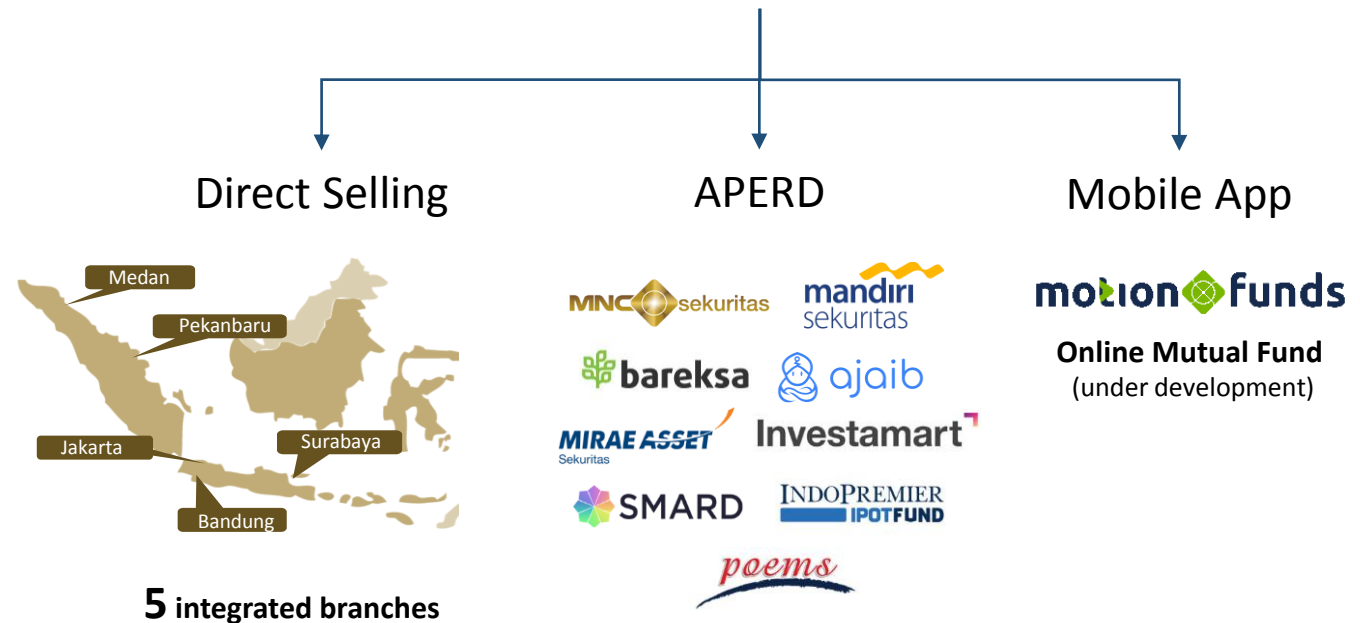 Direct Selling
Medan
Pekanbaru
Jakarta
Surabaya
Bandung
5 integrated branches
APERD
MNC sekuritas
mandiri
sekuritas
bareksa
ajaib
MIRAE ASSET
Sekuritas
Investamart
SMARD
INDOPREMIER
IPOTFUND
poems
Mobile App
motion funds
Online Mutual Fund
(under development)